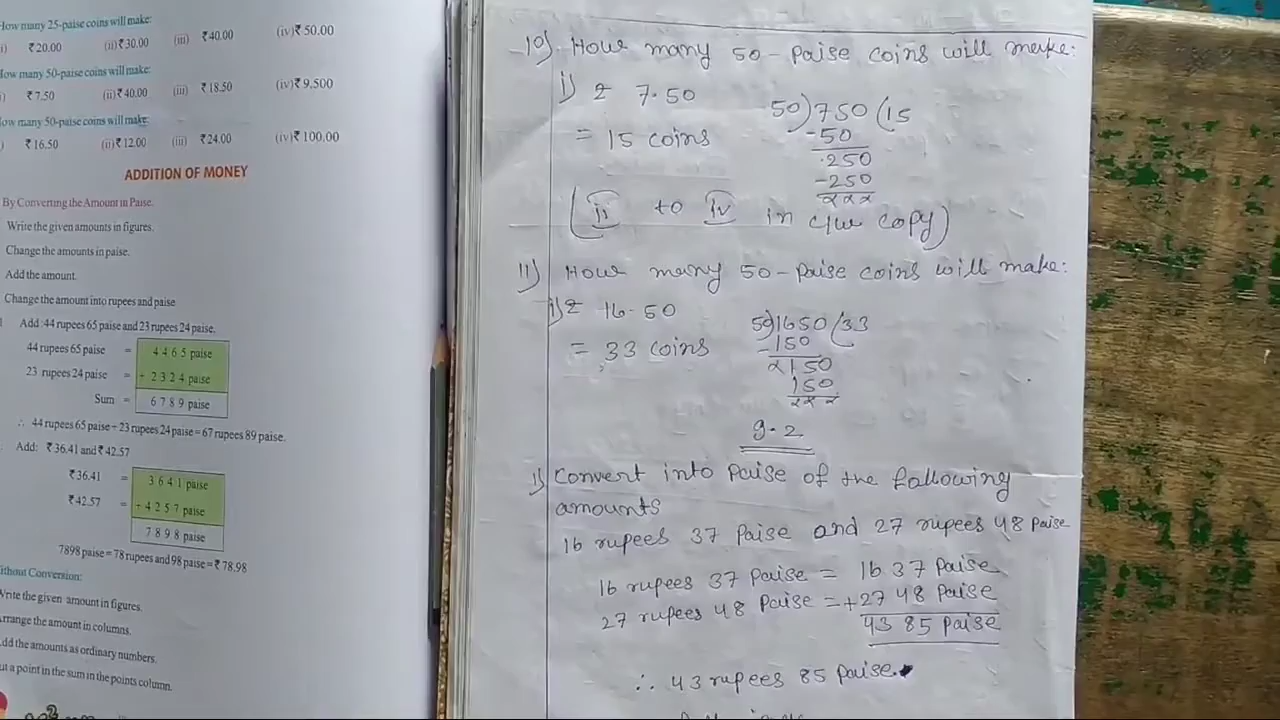 How many 25-paise coins will make:
i) ₹20.00 (ii) ₹30.00 (iii) ₹40.00 (iv) ₹50.00
How many 50-paise coins will make:
₹7.50 (ii) ₹40.00 (iii) ₹18.50 (iv) ₹9.500
How many 50-paise coins will make:
₹16.50 (ii) ₹12.00 (iii) ₹24.00 (iv) ₹100.00
ADDITION OF MONEY
By Converting the Amount in Paise.
Write the given amounts in figures.
Change the amounts in paise.
Add the amount.
Change the amount into rupees and paise
Add :44 rupees 65 paise and 23 rupees 24 paise.
44 rupees 65 paise = 4 4 6 5 paise
23 rupees 24 paise = + 2 3 2 4 paise
Sum = 6 7 8 9 paise
∴ 44 rupees 65 paise + 23 rupees 24 paise = 67 rupees 89 paise.
Add: ₹36.41 and ₹42.57
₹36.41 = 3 6 4 1 paise
₹42.57 = + 4 2 5 7 paise
7 8 9 8 paise
7898 paise = 78 rupees and 98 paise = ₹78.98
Without Conversion:
Write the given amount in figures.
Arrange the amount in columns.
Add the amounts as ordinary numbers.
Put a point in the sum in the points column.
10) How many 50-Paise coins will make:
i) ₹ 7.50 50)750(15
= 15 coins -50
250
-250
×××
(ii to iv in c/w copy)
11) How many 50-Paise coins will make:
i) ₹ 16.50 50)1650(33
= 33 coins -150
×150
150
×××
9.2
1) Convert into Paise of the following
amounts
16 rupees 37 Paise and 27 rupees 48 Paise
16 rupees 37 Paise = 16 37 Paise
27 rupees 48 Paise = +27 48 Paise
43 85 Paise
∴ 43 rupees 85 Paise.